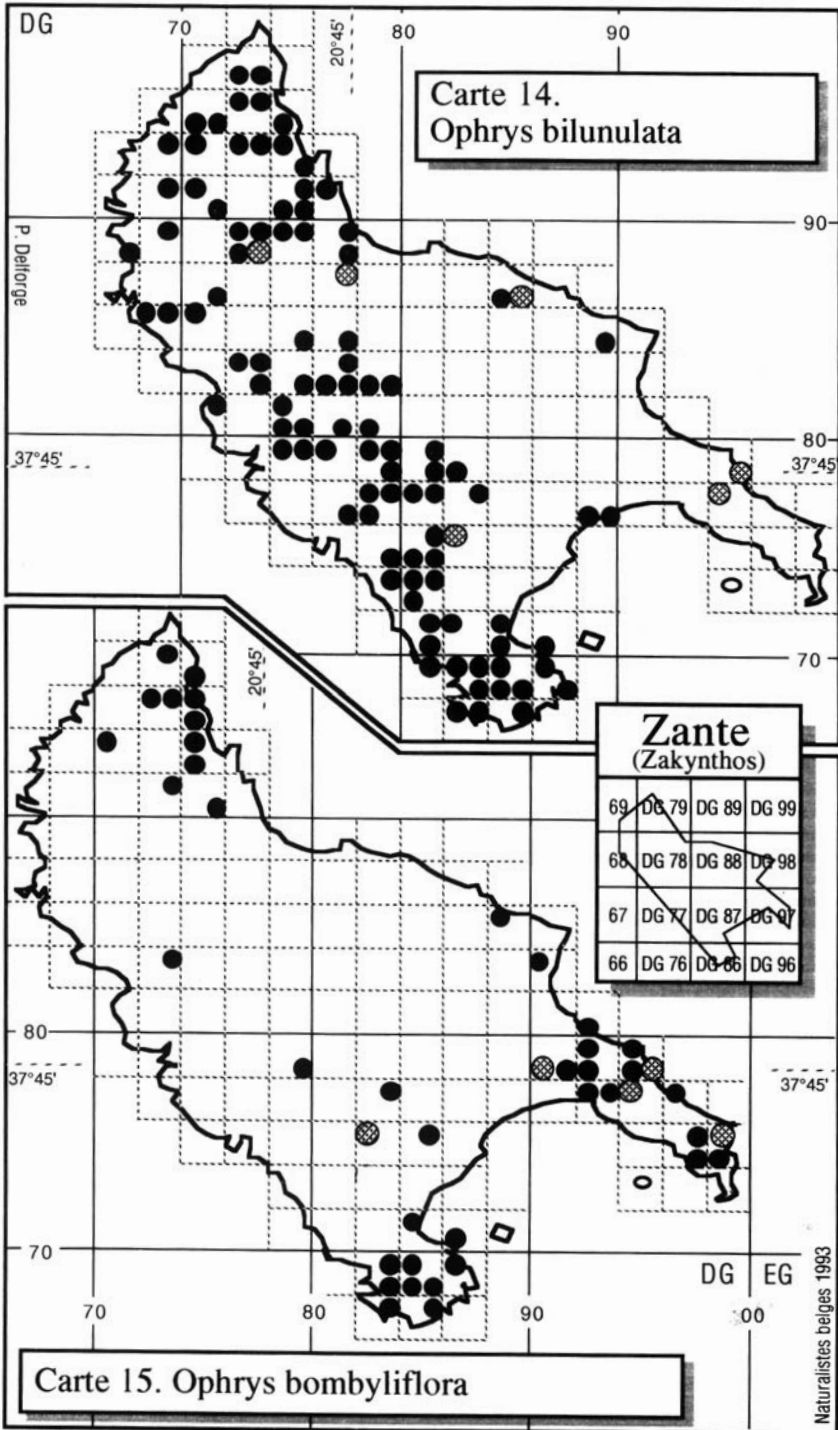 DG
70
20°45'
80
90
Carte 14.
Ophrys bilunulata
90
P. Delforge
80
37°45'
37°45'
70
20°45'
Zante
(Zakynthos)
69 DG 79 DG 89 DG 99
68 DG 78 DG 88 DG 98
67 DG 77 DG 87 DG 97
66 DG 76 DG 86 DG 96
80
37°45'
37°45'
70
DG EG
70
80
90
00
Carte 15. Ophrys bombyliflora
Naturalistes belges 1993